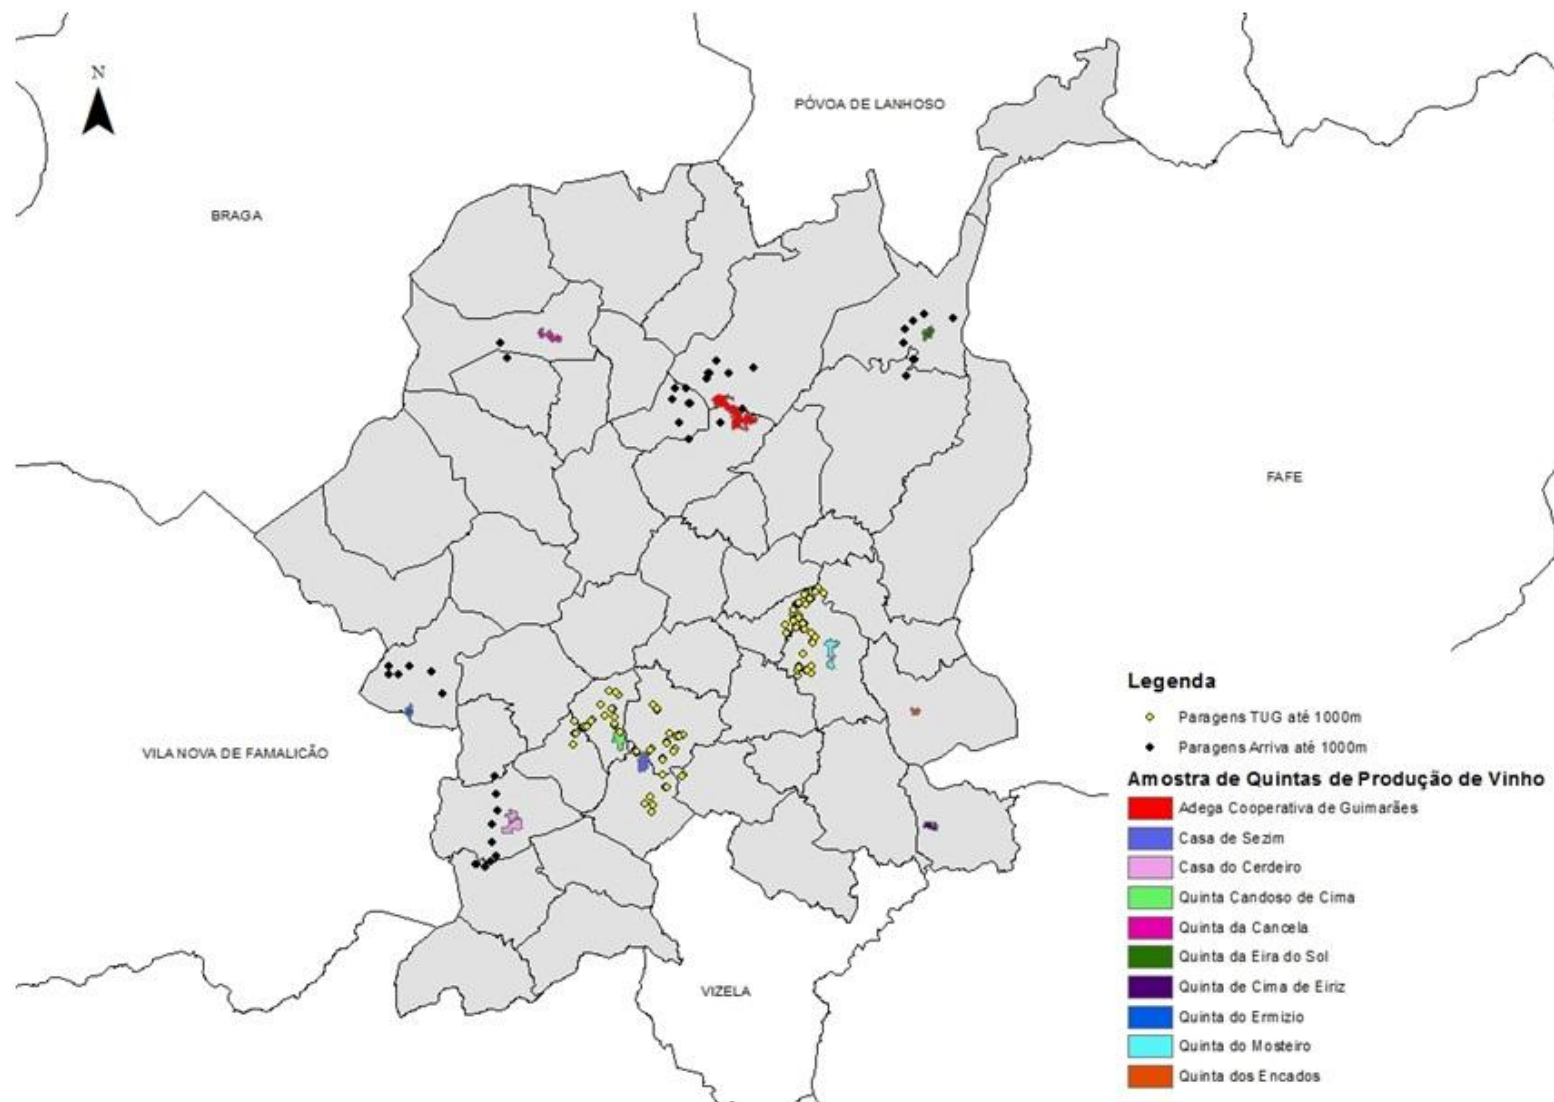 N
PÓVOA DE LANHOSO
BRAGA
FAFE
VILA NOVA DE FAMALICÃO
VIZELA
Legenda
Paragens TUG até 1000m
Paragens Arriva até 1000m
Amostra de Quintas de Produção de Vinho
Adega Cooperativa de Guimarães
Casa de Sezim
Casa do Cerdeiro
Quinta Candoso de Cima
Quinta da Cancela
Quinta da Eira do Sol
Quinta de Cima de Eiriz
Quinta do Ermizio
Quinta do Mosteiro
Quinta dos Encados